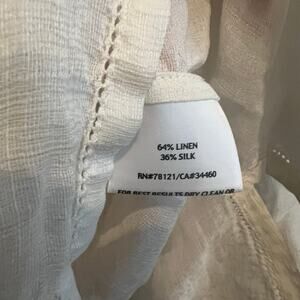 64% LINEN
36% SILK
RN#78121/CA#34460
FOR BEST RESULTS DRY CLEAN OR